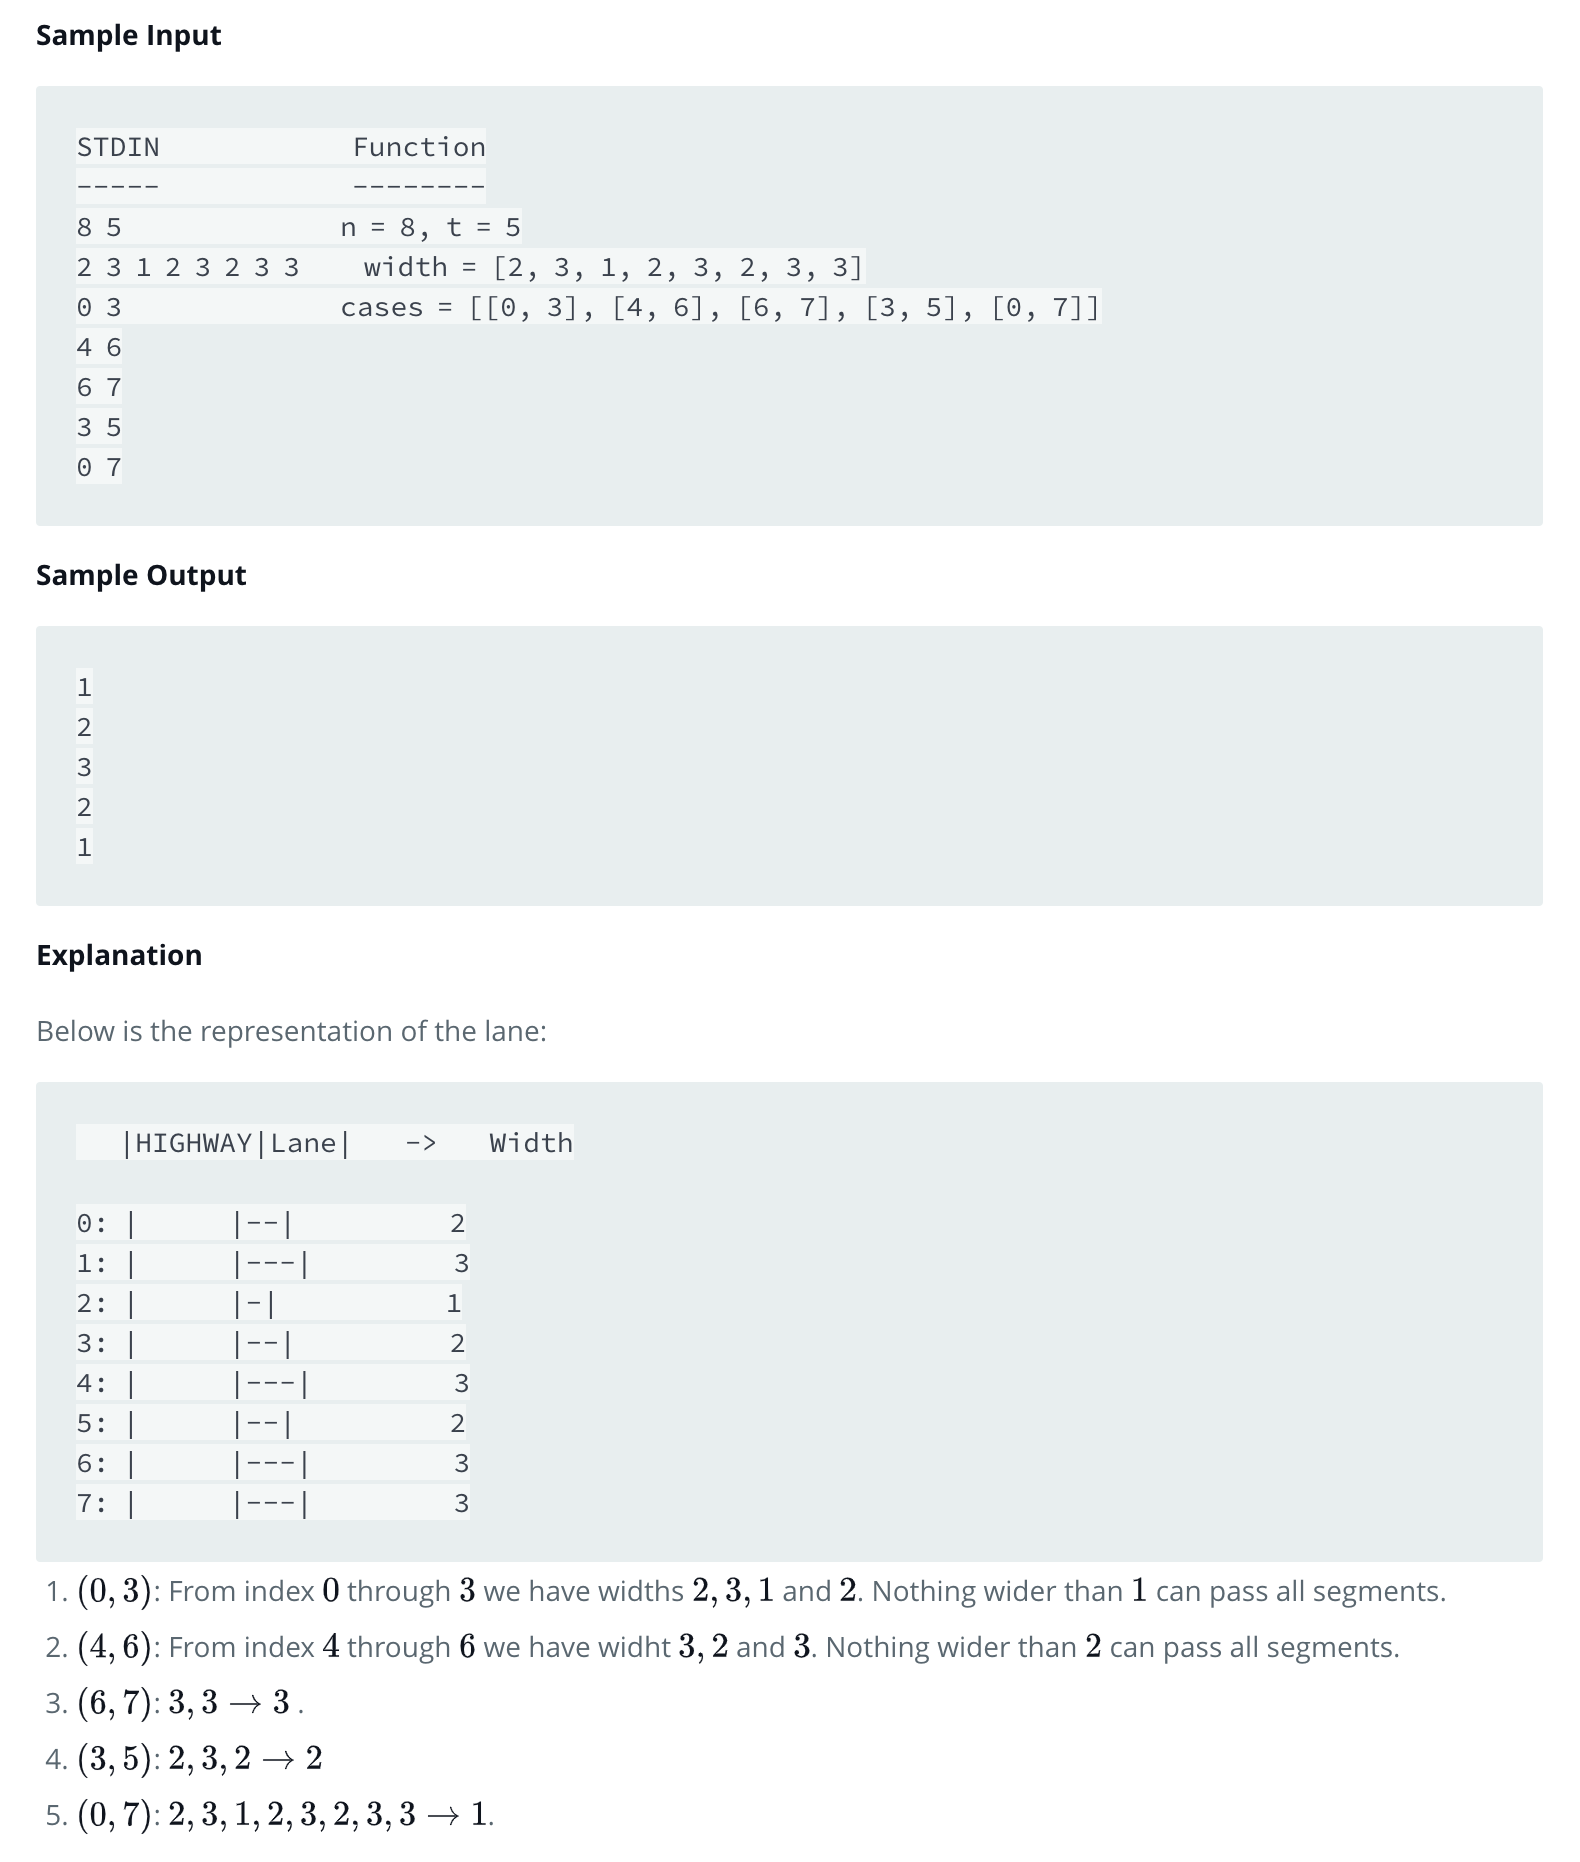 Sample Input
STDIN Function
----- --------
8 5 n = 8, t = 5
2 3 1 2 3 2 3 3 width = [2, 3, 1, 2, 3, 2, 3, 3]
0 3 cases = [[0, 3], [4, 6], [6, 7], [3, 5], [0, 7]]
4 6
6 7
3 5
0 7
Sample Output
1
2
3
2
1
Explanation
Below is the representation of the lane:
|HIGHWAY|Lane| -> Width
0: | |--| 2
1: | |---| 3
2: | |-| 1
3: | |--| 2
4: | |---| 3
5: | |--| 2
6: | |---| 3
7: | |---| 3
1. (0, 3): From index 0 through 3 we have widths 2, 3, 1 and 2. Nothing wider than 1 can pass all segments.
2. (4, 6): From index 4 through 6 we have widht 3, 2 and 3. Nothing wider than 2 can pass all segments.
3. (6, 7): 3, 3 → 3 .
4. (3, 5): 2, 3, 2 → 2
5. (0, 7): 2, 3, 1, 2, 3, 2, 3, 3 → 1.